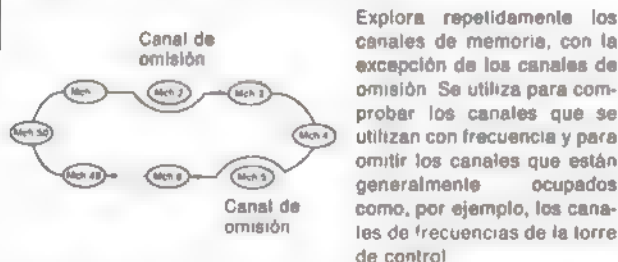 Canal de
omisión
Mch
Mch 2
Mch 3
Mch 50
Mch 4
Mch 49
Mch 6
Mch 5
Canal de
omisión
Explora repetidamente los
canales de memoria, con la
excepción de los canales de
omisión Se utiliza para com-
probar los canales que se
utilizan con frecuencia y para
omitir los canales que están
generalmente ocupados
como, por ejemplo, los cana-
les de frecuencias de la torre
de control